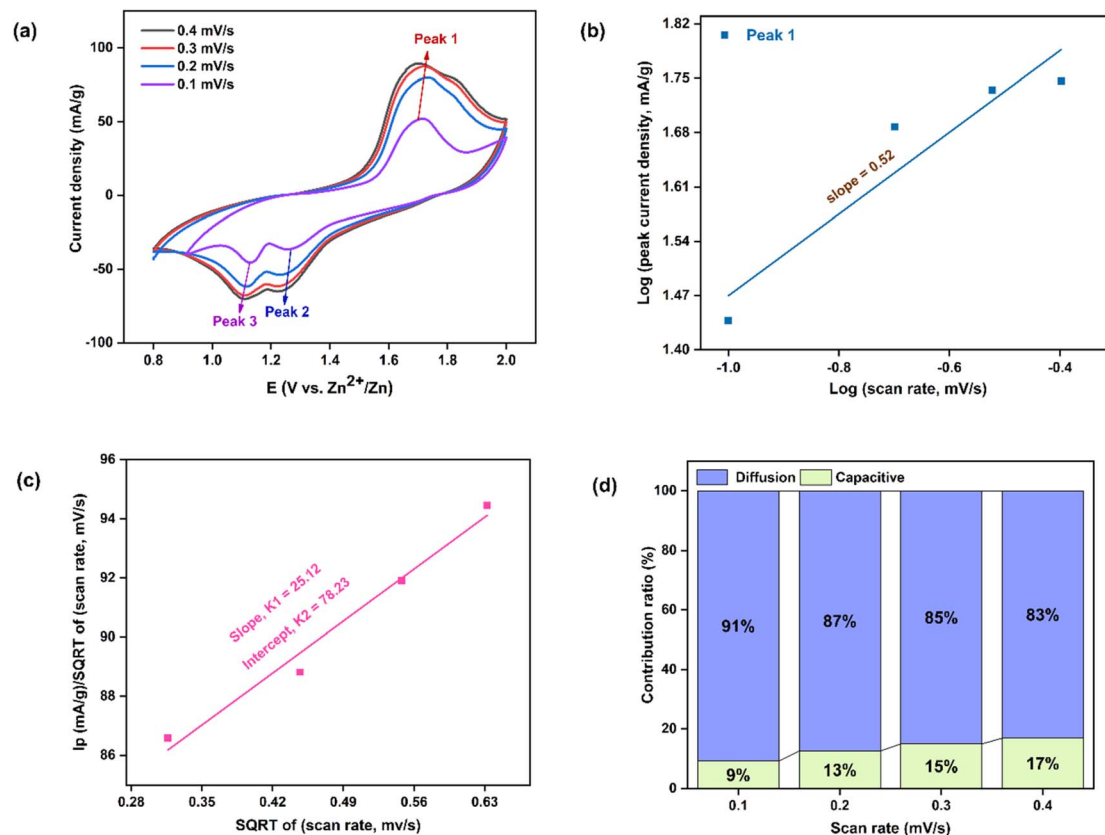 (a)
0.4 mV/s
0.3 mV/s
0.2 mV/s
0.1 mV/s
Peak 1
Peak 3
Peak 2
Current density (mA/g)
100
50
0
-50
-100
0.8 1.0 1.2 1.4 1.6 1.8 2.0
E (V vs. Zn2+/Zn)
(b)
Peak 1
slope = 0.52
Log (peak current density, mA/g)
1.82
1.75
1.68
1.61
1.54
1.47
1.40
-1.0 -0.8 -0.6 -0.4
Log (scan rate, mV/s)
(c)
Slope, K1 = 25.12
Intercept, K2 = 78.23
Ip (mA/g)/SQRT of (scan rate, mV/s)
96
94
92
90
88
86
0.28 0.35 0.42 0.49 0.56 0.63
SQRT of (scan rate, mv/s)
(d)
Diffusion Capacitive
Contribution ratio (%)
100
80
60
40
20
0
91% 87% 85% 83%
9% 13% 15% 17%
0.1 0.2 0.3 0.4
Scan rate (mV/s)